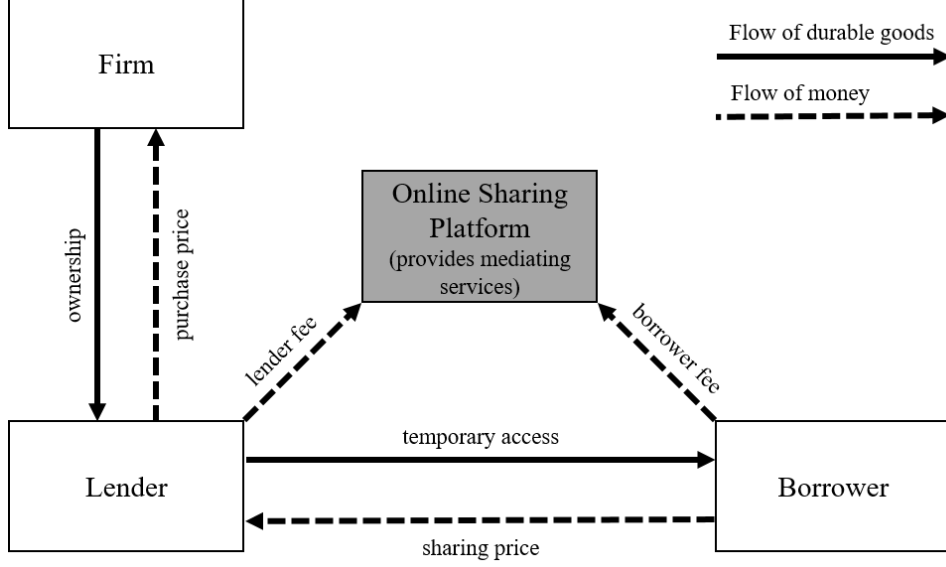 Firm
Flow of durable goods
Flow of money
Online Sharing
Platform
(provides mediating
services)
ownership
purchase price
lender fee
borrower fee
temporary access
Lender
Borrower
sharing price